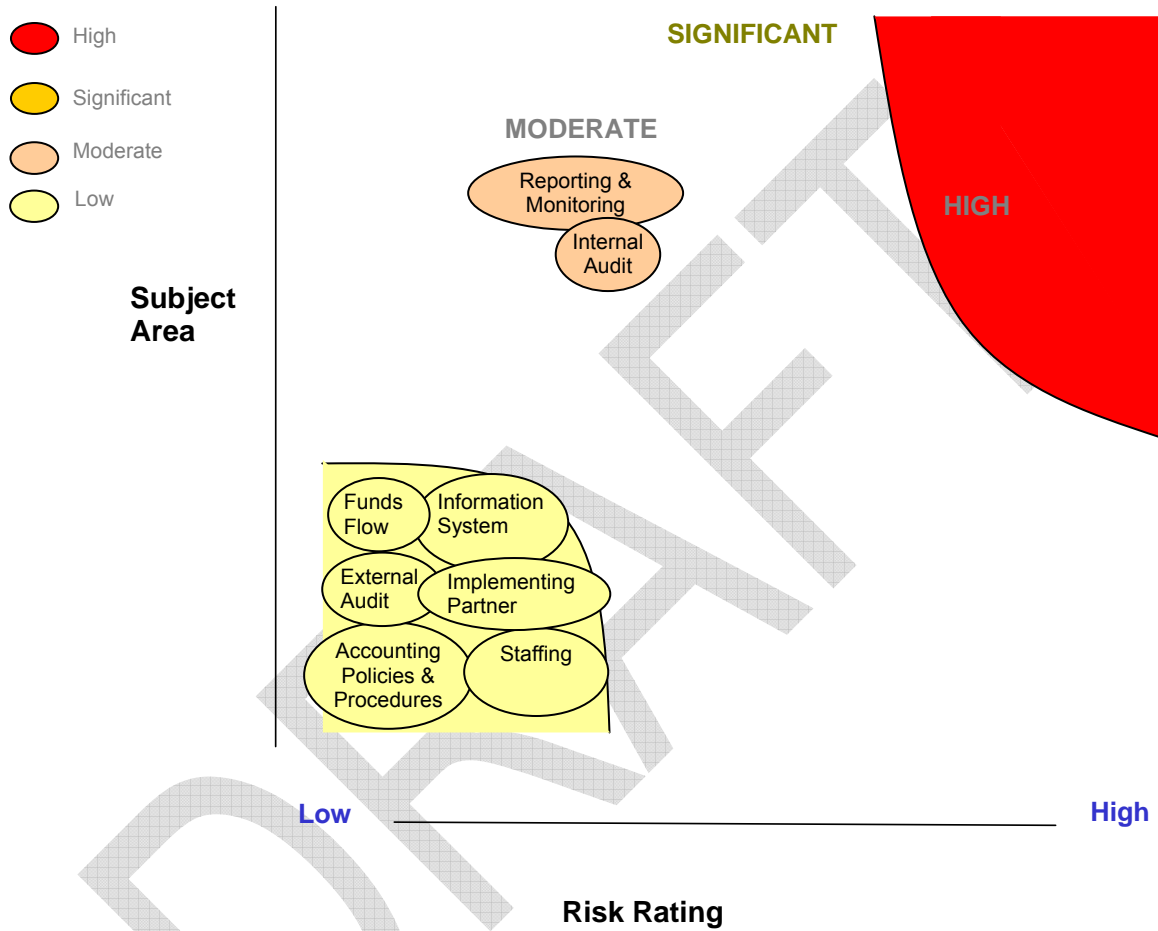 High
Significant
Moderate
Low
SIGNIFICANT
MODERATE
HIGH
Reporting &
Monitoring
Internal
Audit
Subject
Area
Funds
Flow
Information
System
External
Audit
Implementing
Partner
Accounting
Policies &
Procedures
Staffing
Low
High
Risk Rating
DRAFT